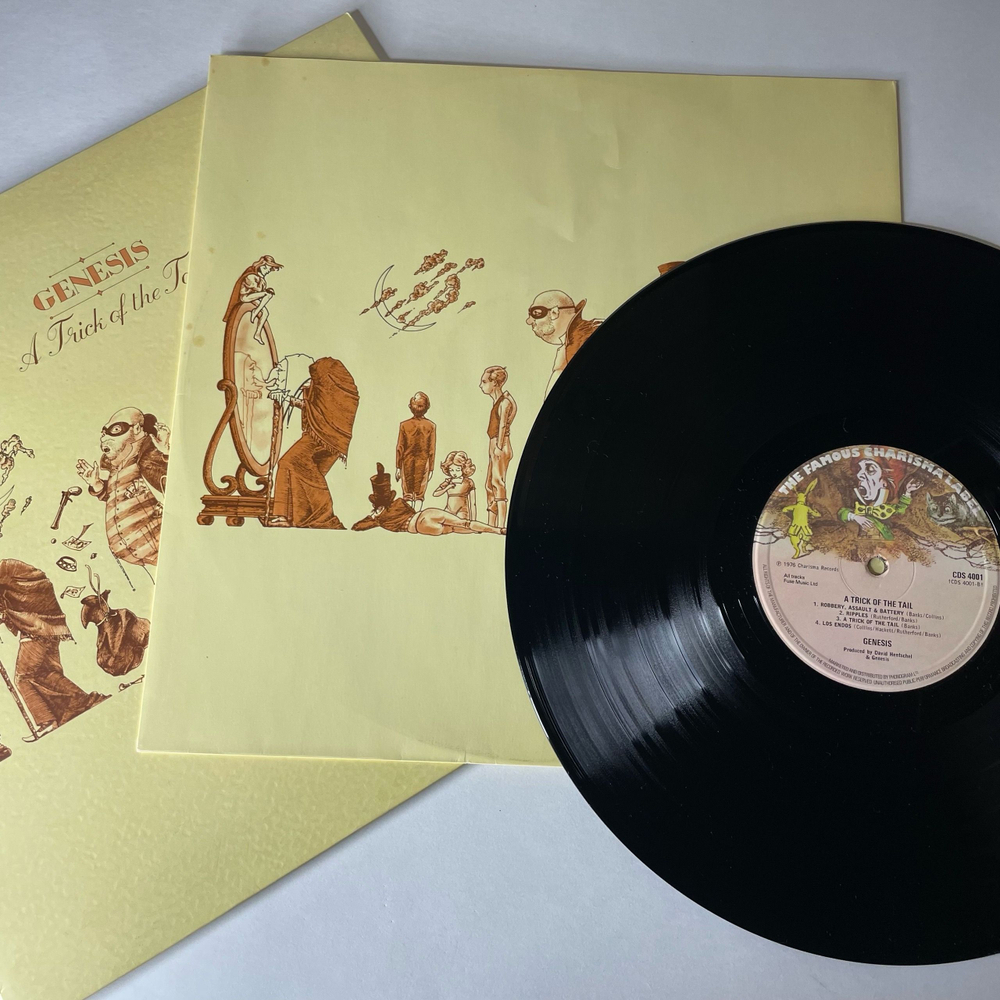 GENESIS
A Trick of the Ta
THE FAMOUS CHARISMA LABEL
℗ 1976 Charisma Records
All tracks
Fuse Music Ltd
CDS 4001
(CDS 4001-B)
A TRICK OF THE TAIL
1. ROBBERY, ASSAULT & BATTERY (Banks/Collins)
2. RIPPLES (Rutherford/Banks)
3. A TRICK OF THE TAIL (Banks)
4. LOS ENDOS (Collins/Hackett/Rutherford/Banks)
GENESIS
Produced by David Hentschel
& Genesis